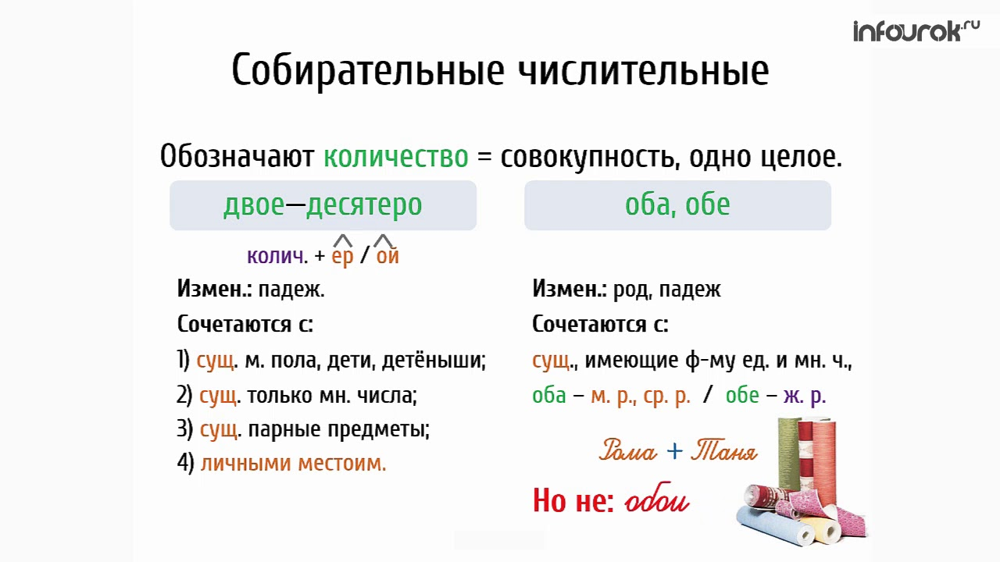 infourok.ru
Собирательные числительные
Обозначают количество = совокупность, одно целое.
двое—десятеро
колич. + ер / ой
Измен.: падеж.
Сочетаются с:
1) сущ. м. пола, дети, детёныши;
2) сущ. только мн. числа;
3) сущ. парные предметы;
4) личными местоим.
оба, обе
Измен.: род, падеж
Сочетаются с:
сущ., имеющие ф-му ед. и мн. ч.,
оба – м. р., ср. р. / обе – ж. р.
Рома + Таня
Но не: обои